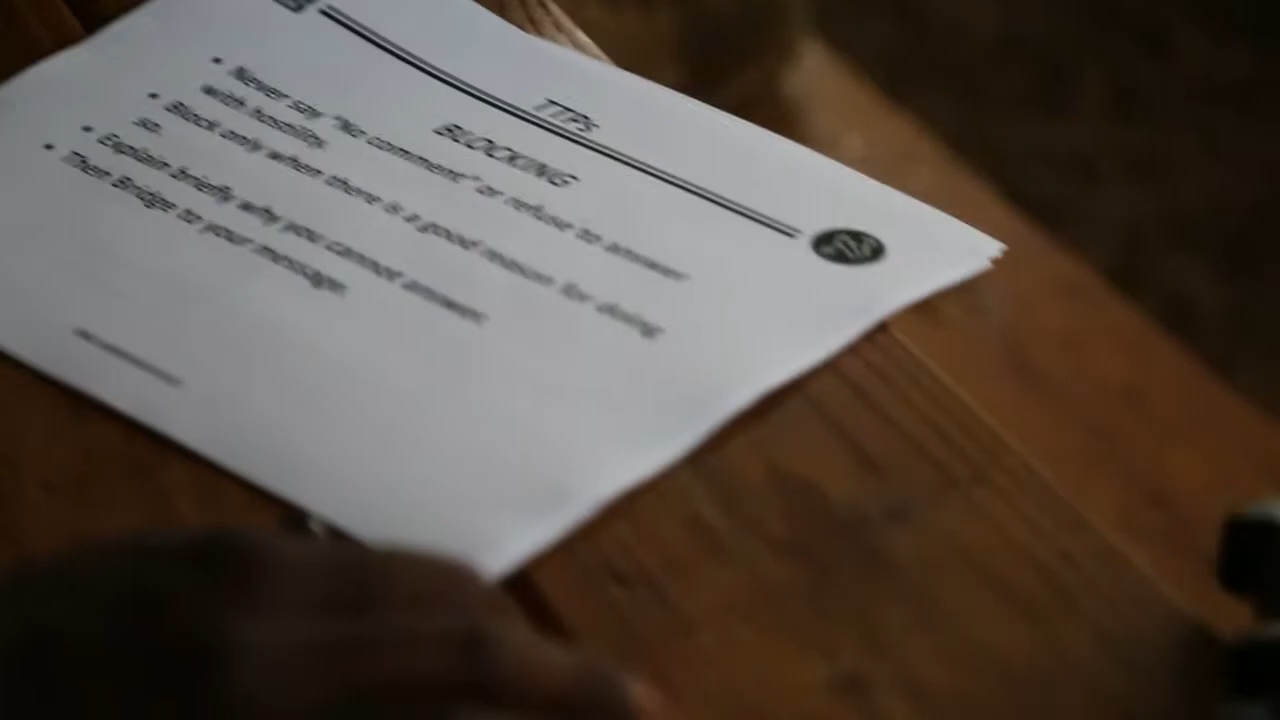 TTPs
BLOCKING
• Never say "No comment" or refuse to answer
with hostility.
• Block only when there is a good reason for doing
so.
• Explain briefly why you cannot answer.
• Then Bridge to your message.